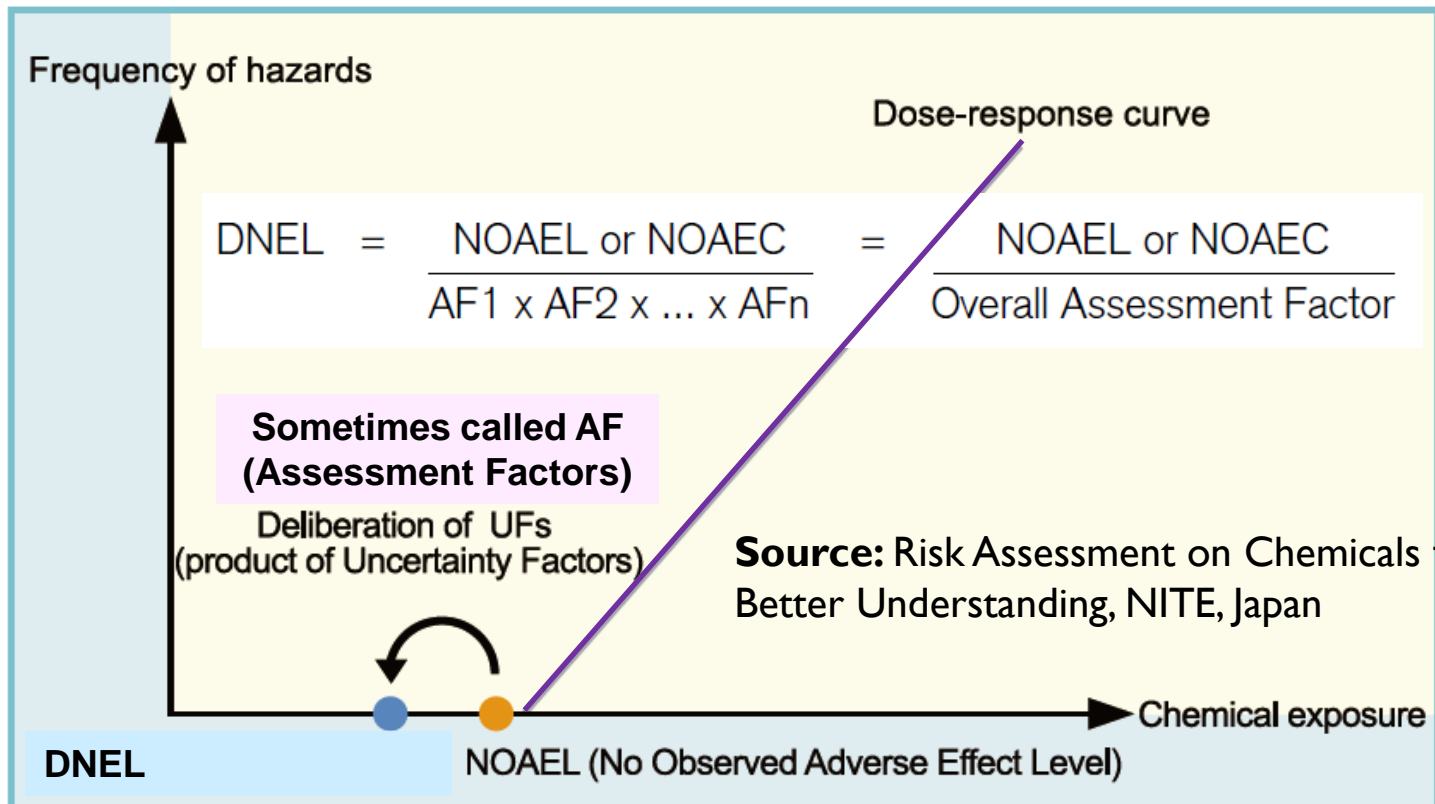 Frequency of hazards
Dose-response curve
DNEL = NOAEL or NOAEC = NOAEL or NOAEC
AF1 x AF2 x ... x AFn Overall Assessment Factor
Sometimes called AF
(Assessment Factors)
Deliberation of UFs
(product of Uncertainty Factors)
Source: Risk Assessment on Chemicals
Better Understanding, NITE, Japan
Chemical exposure
DNEL
NOAEL (No Observed Adverse Effect Level)